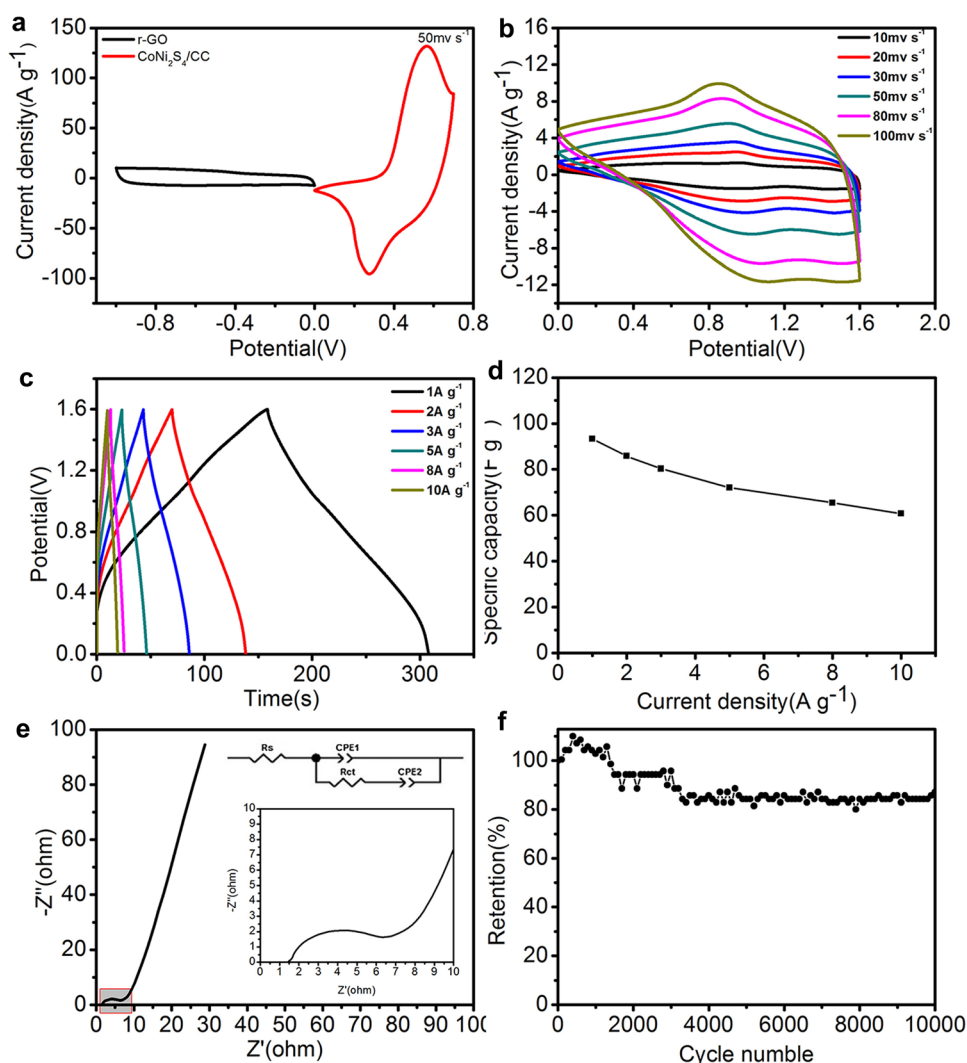 a
r-GO
CoNi₂S₄/CC
50mv s⁻¹
Current density(A g⁻¹)
150
100
50
0
-50
-100
-0.8 -0.4 0.0 0.4 0.8
Potential(V)
b
10mv s⁻¹
20mv s⁻¹
30mv s⁻¹
50mv s⁻¹
80mv s⁻¹
100mv s⁻¹
Current density(A g⁻¹)
16
12
8
4
0
-4
-8
-12
0.0 0.4 0.8 1.2 1.6 2.0
Potential(V)
c
1A g⁻¹
2A g⁻¹
3A g⁻¹
5A g⁻¹
8A g⁻¹
10A g⁻¹
Potential(V)
1.6
1.2
0.8
0.4
0.0
0 100 200 300
Time(s)
d
Specific capacity(F g )
120
100
80
60
40
20
0
0 2 4 6 8 10
Current density(A g⁻¹)
e
-Z''(ohm)
100
80
60
40
20
0
0 10 20 30 40 50 60 70 80 90 100
Z'(ohm)
Rs
CPE1
Rct
CPE2
-Z''(ohm)
10
9
8
7
6
5
4
3
2
1
0
0 1 2 3 4 5 6 7 8 9 10
Z'(ohm)
f
Retention(%)
120
100
80
60
40
20
0
0 2000 4000 6000 8000 10000
Cycle numble